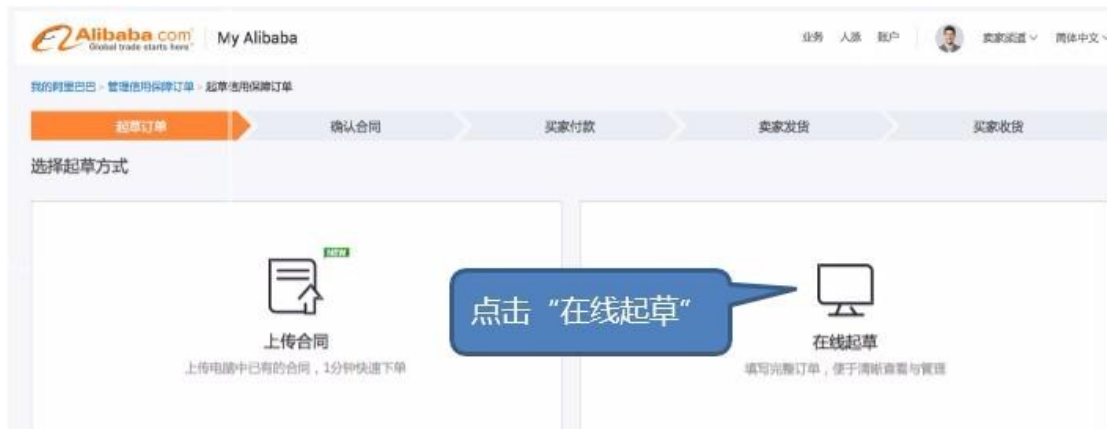 Alibaba.com
Global trade starts here
My Alibaba
业务 人脉 账户 卖家频道 简体中文
我的阿里巴巴 > 管理信用保障订单 > 起草信用保障订单
起草订单 确认合同 买家付款 卖家发货 买家收货
选择起草方式
NEW
点击“在线起草”
上传合同 在线起草
上传电脑中已有的合同，1分钟快速下单 填写完整订单，便于清晰查看与管理